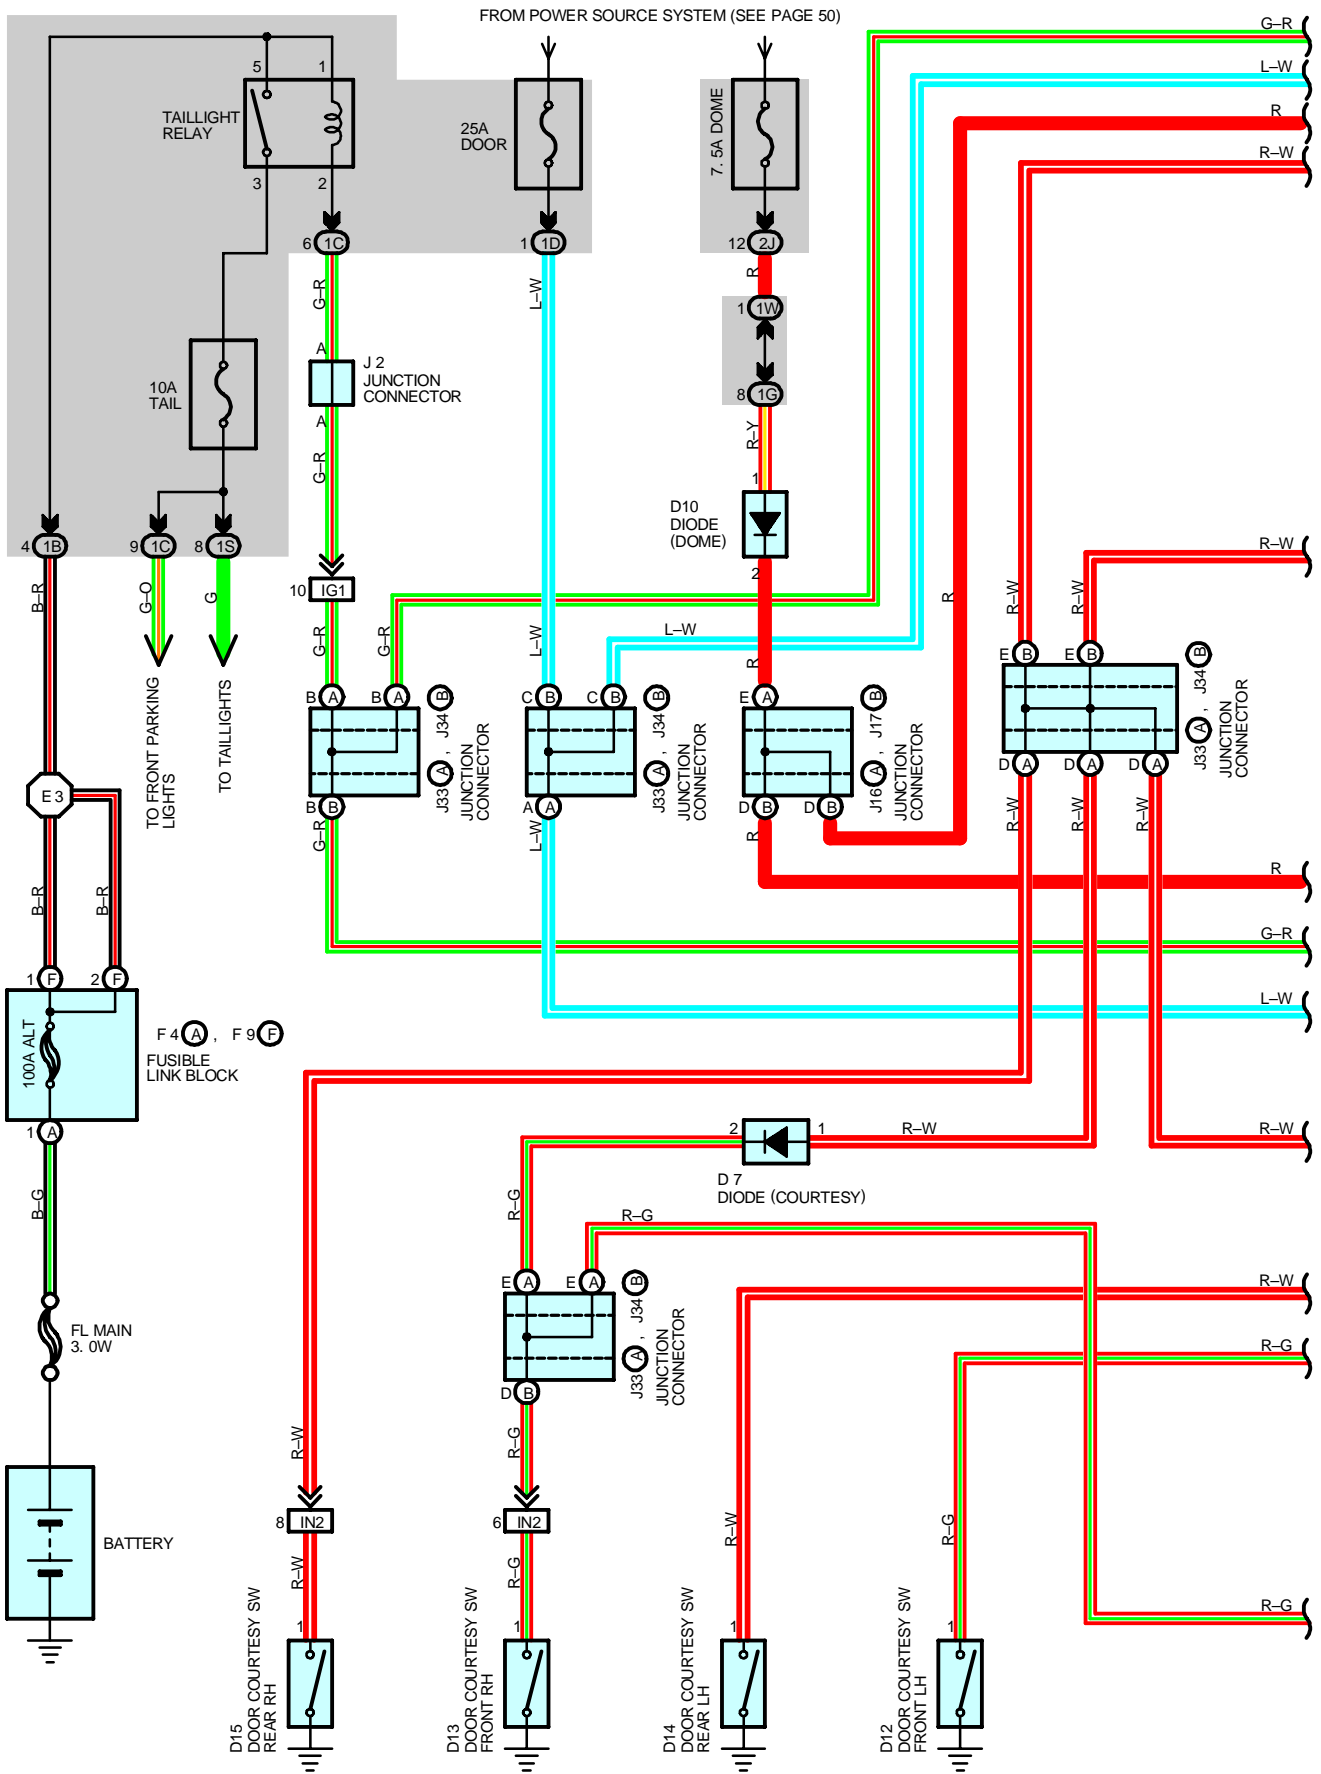 FROM POWER SOURCE SYSTEM (SEE PAGE 50)
G–R
L–W
R
R–W
5
1
TAILLIGHT
RELAY
3
2
25A
DOOR
7. 5A DOME
6
1C
1
1D
12
2J
G–R
L–W
R
1
1W
A
J 2
JUNCTION
CONNECTOR
A
G–R
10A
TAIL
8
1G
R–Y
1
D10
DIODE
(DOME)
2
4
1B
9
1C
8
1S
B–R
G–O
G
10
IG1
G–R
G–R
L–W
L–W
R
R
R–W
R–W
R–W
TO FRONT PARKING
LIGHTS
TO TAILLIGHTS
B
A
B
A
J33 A , J34 B
JUNCTION
CONNECTOR
B
B
G–R
C
B
C
B
J33 A , J34 B
JUNCTION
CONNECTOR
A
A
L–W
E
A
J16 A , J17 B
JUNCTION
CONNECTOR
D
B
D
B
R
E
B
E
B
J33 A , J34 B
JUNCTION
CONNECTOR
D
A
D
A
D
A
R–W
R–W
R–W
E 3
B–R
B–R
R
G–R
L–W
1
F
2
F
100A ALT
F 4 A , F 9 F
FUSIBLE
LINK BLOCK
1
A
B–G
2
1
R–W
R–W
D 7
DIODE (COURTESY)
R–G
R–G
E
A
E
A
J33 A , J34 B
JUNCTION
CONNECTOR
D
B
R–G
R–W
R–G
FL MAIN
3. 0W
BATTERY
R–W
8
IN2
R–W
1
D15
DOOR COURTESY SW
REAR RH
6
IN2
R–G
1
D13
DOOR COURTESY SW
FRONT RH
R–W
1
D14
DOOR COURTESY SW
REAR LH
R–G
1
D12
DOOR COURTESY SW
FRONT LH
R–G